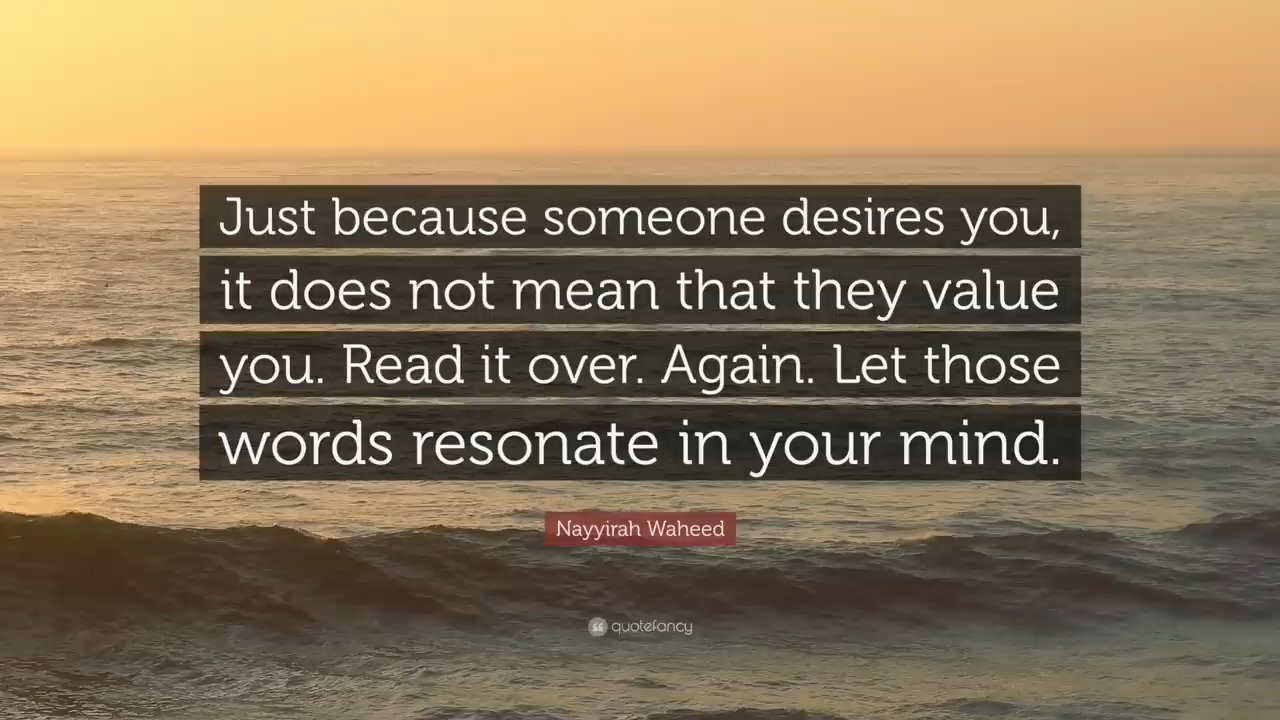 Just because someone desires you,
it does not mean that they value
you. Read it over. Again. Let those
words resonate in your mind.
Nayyirah Waheed
quotefancy